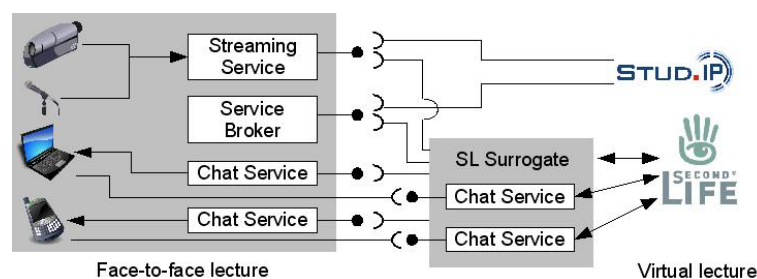 Streaming
Service
Service
Broker
Chat Service
Chat Service
STUD.IP
SL Surrogate
Chat Service
Chat Service
SECOND
LIFE
Face-to-face lecture
Virtual lecture